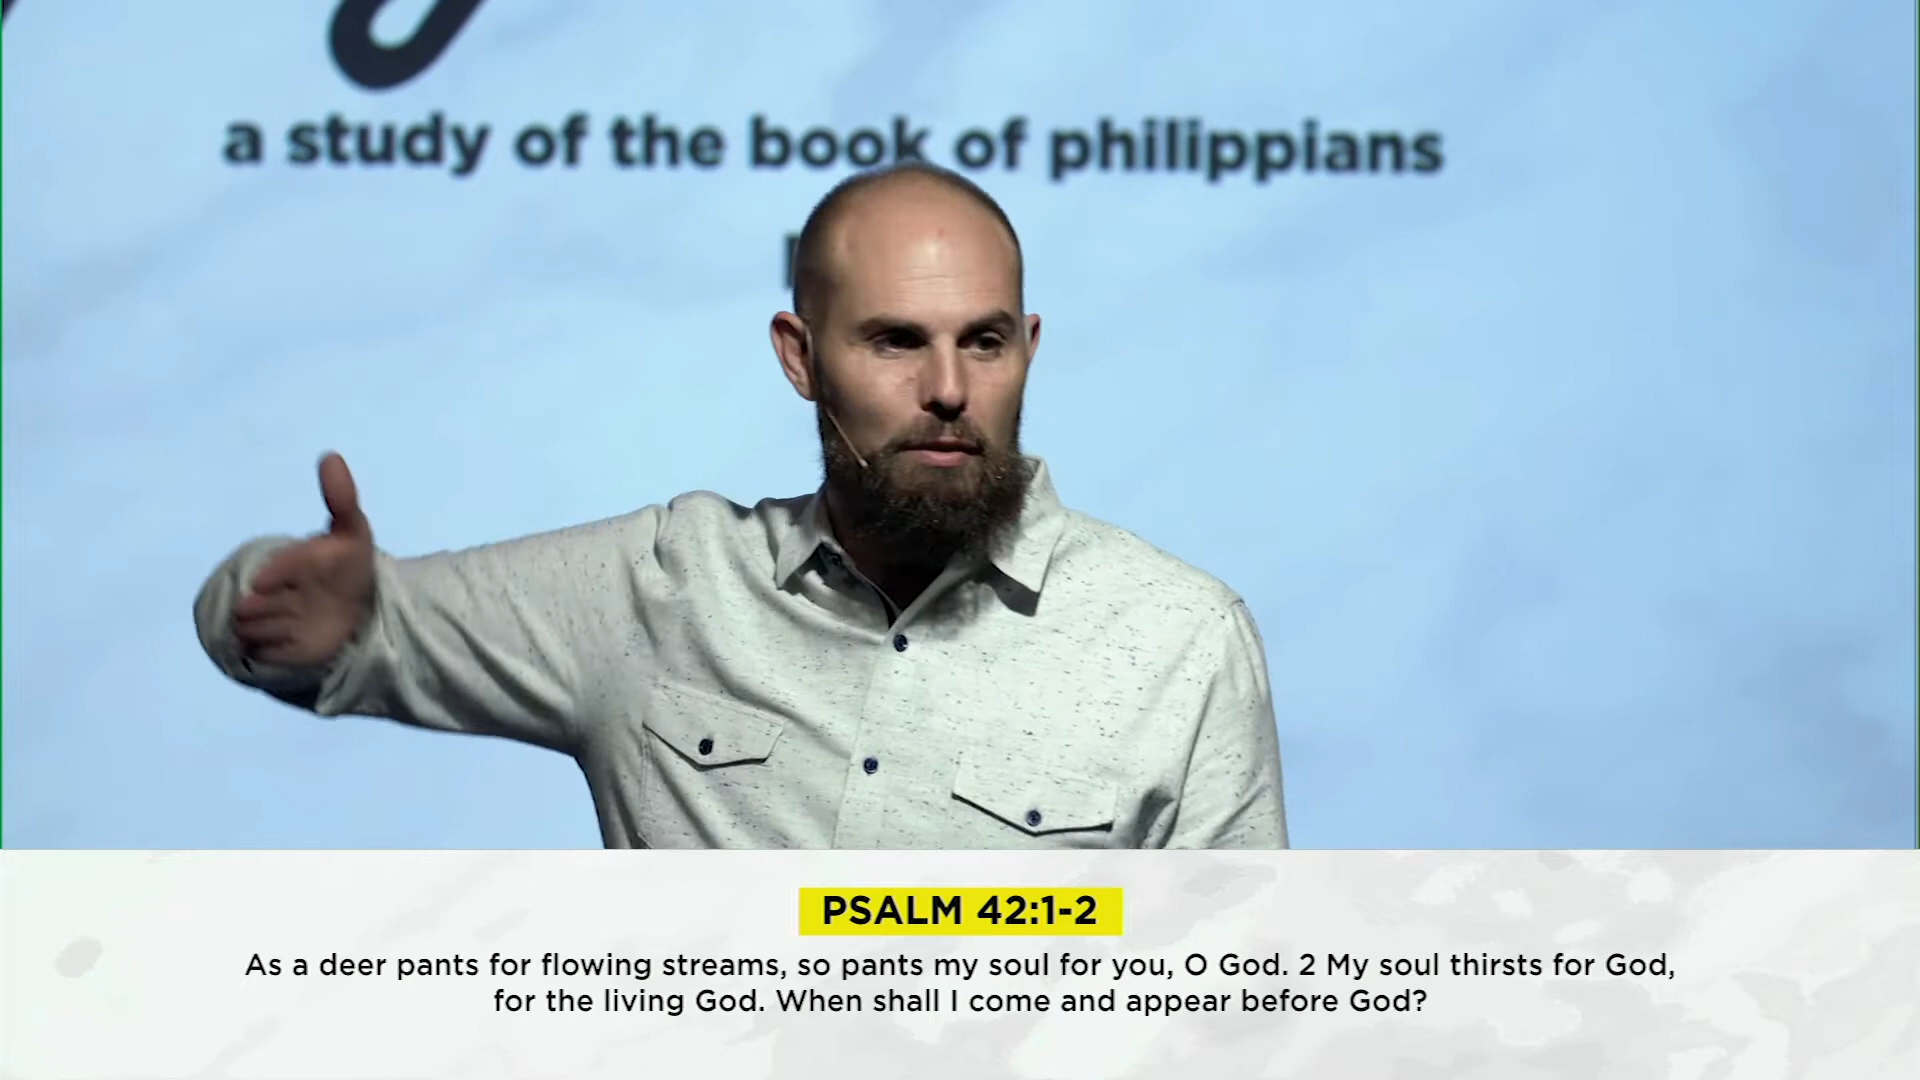 a study of the book of philippians
PSALM 42:1-2
As a deer pants for flowing streams, so pants my soul for you, O God. 2 My soul thirsts for God,
for the living God. When shall I come and appear before God?